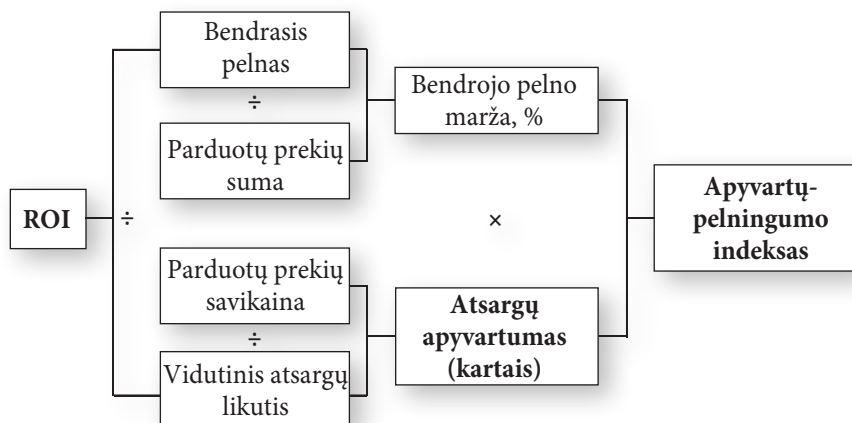 Bendrasis
pelnas
÷
Parduotų prekių
suma
Bendrojo pelno
marža, %
ROI
÷
×
Apyvartų-
pelningumo
indeksas
Parduotų prekių
savikaina
÷
Vidutinis atsargų
likutis
Atsargų
apyvartumas
(kartais)